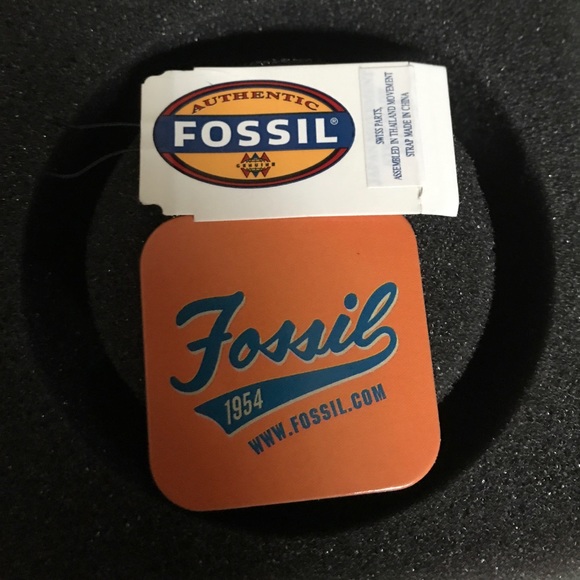 AUTHENTIC
FOSSIL®
SWISS PARTS,
ASSEMBLED IN THAILAND MOVEMENT
STRAP MADE IN CHINA
Fossil
1954
WWW.FOSSIL.COM